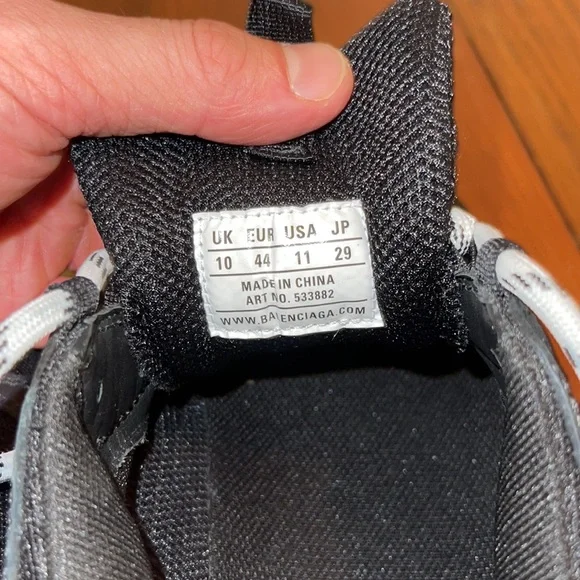 UK EUR USA JP
10 44 11 29
MADE IN CHINA
ART NO. 533882
WWW.BALENCIAGA.COM